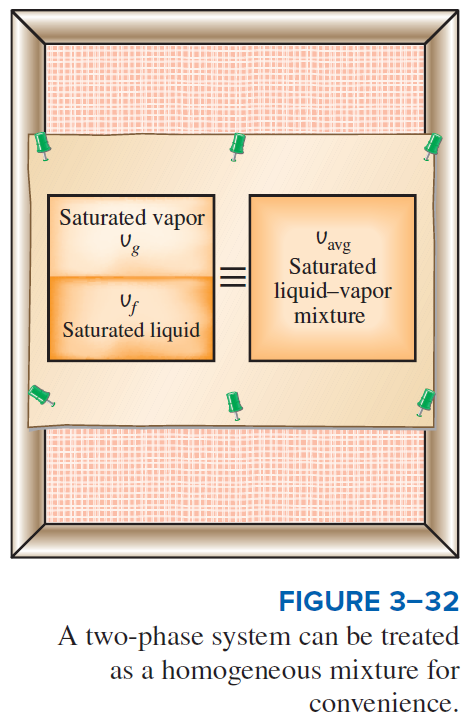 Saturated vapor
υg
υf
Saturated liquid
≡
υavg
Saturated
liquid–vapor
mixture
FIGURE 3–32
A two-phase system can be treated
as a homogeneous mixture for
convenience.